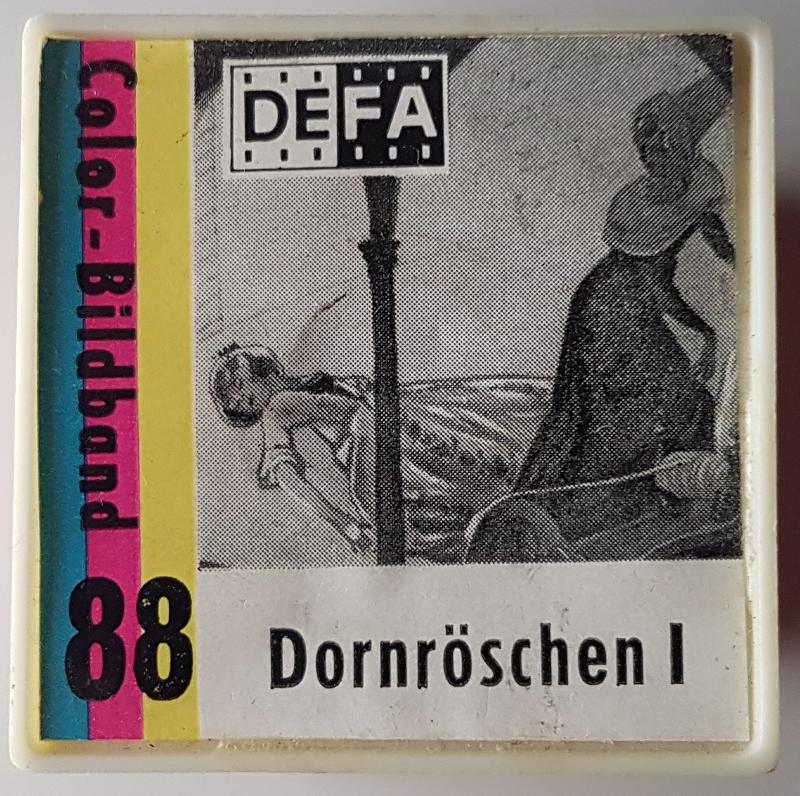 DEFA
Color-Bildband
88
Dornröschen I